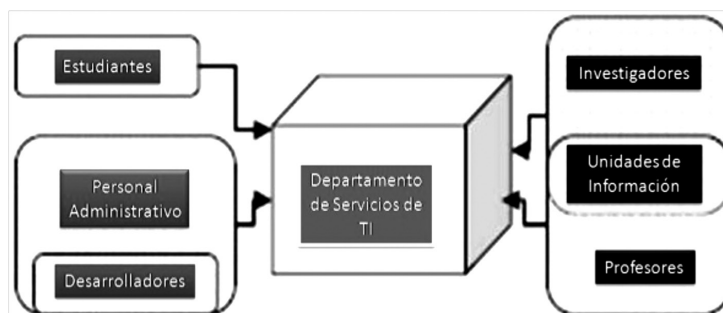 Estudiantes
Personal
Administrativo
Desarrolladores
Departamento
de Servicios de
TI
Investigadores
Unidades de
Información
Profesores